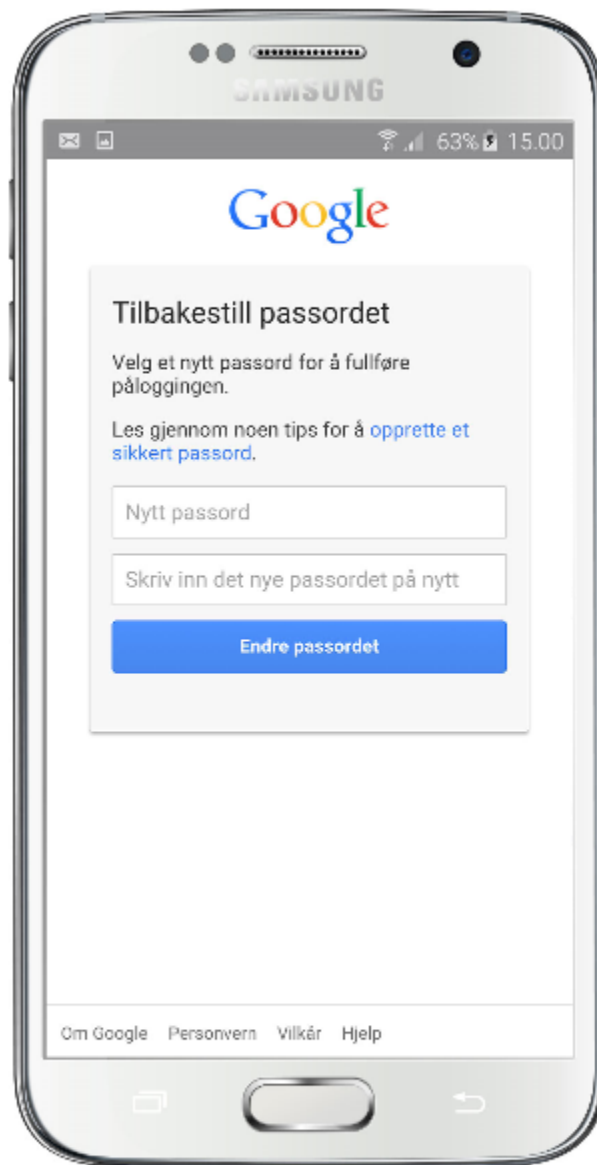 SAMSUNG
63% 15.00
Google
Tilbakestill passordet
Velg et nytt passord for å fullføre
påloggingen.
Les gjennom noen tips for å opprette et
sikkert passord.
Nytt passord
Skriv inn det nye passordet på nytt
Endre passordet
Om Google Personvern Vilkår Hjelp